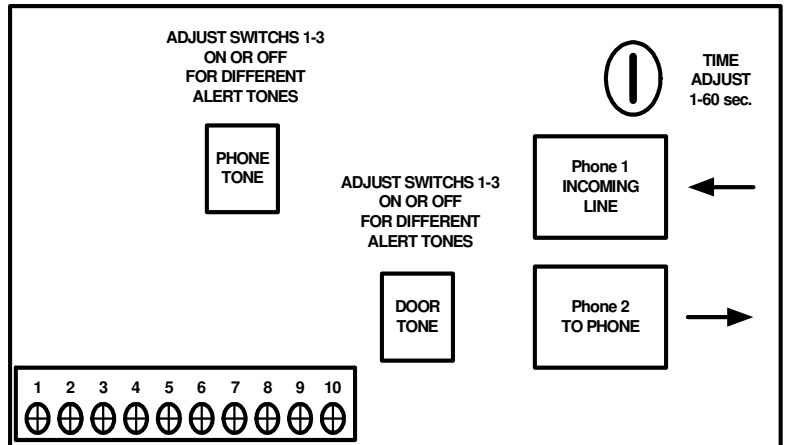 ADJUST SWITCHS 1-3
ON OR OFF
FOR DIFFERENT
ALERT TONES
PHONE
TONE
TIME
ADJUST
1-60 sec.
Phone 1
INCOMING
LINE
ADJUST SWITCHS 1-3
ON OR OFF
FOR DIFFERENT
ALERT TONES
DOOR
TONE
Phone 2
TO PHONE
1 2 3 4 5 6 7 8 9 10